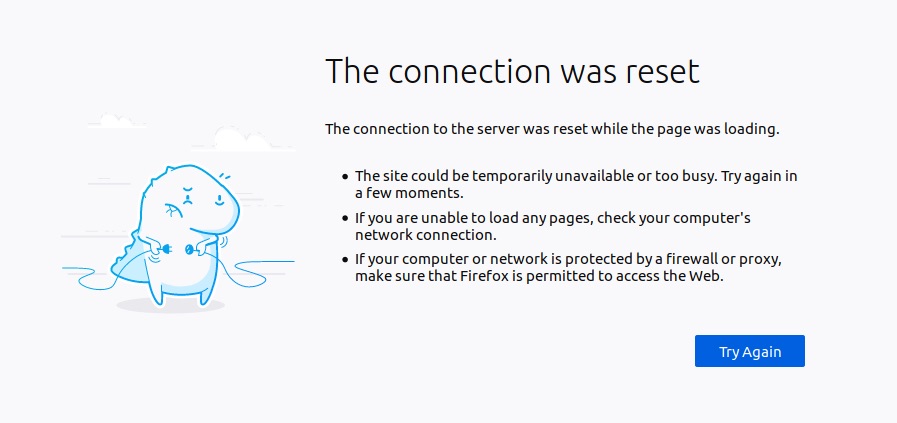 The connection was reset
The connection to the server was reset while the page was loading.
● The site could be temporarily unavailable or too busy. Try again in
a few moments.
● If you are unable to load any pages, check your computer's
network connection.
● If your computer or network is protected by a firewall or proxy,
make sure that Firefox is permitted to access the Web.
Try Again